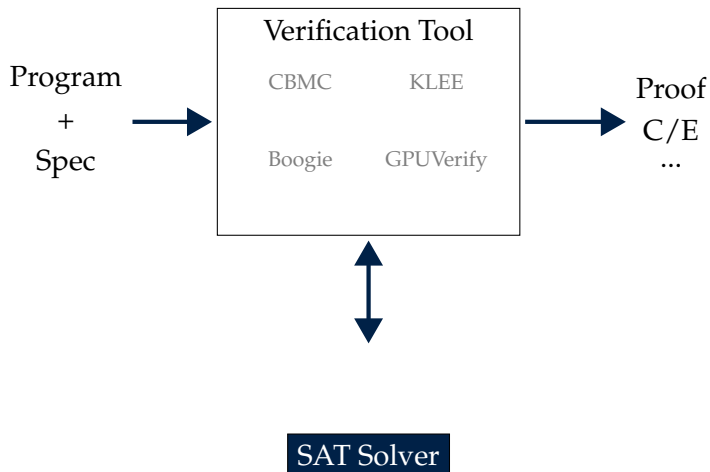 Verification Tool
CBMC KLEE
Boogie GPUVerify
Program
+
Spec
Proof
C/E
...
SAT Solver